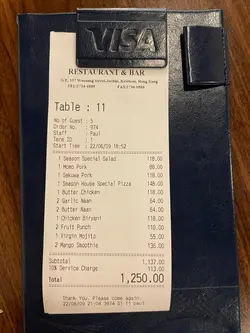 VISA
RESTAURANT & BAR
Table : 11
No of Guest : 5
Order No. : 974
Staff : Paul
Term ID : 1
Start Time : 22/08/09 18:52
1 Season Special Salad 118.00
1 Momo Pork 88.00
1 Sekuwa Pork 118.00
1 Season House Special Pizza 148.00
1 Butter Chicken 118.00
2 Garlic Naan 64.00
2 Butter Naan 64.00
1 Chicken Biryani 118.00
2 Fruit Punch 110.00
1 Virgin Mojito 55.00
2 Mango Smoothie 136.00
Subtotal 1,137.00
10% Service Charge 113.00
Total 1,250.00
Thank You. Please come again.